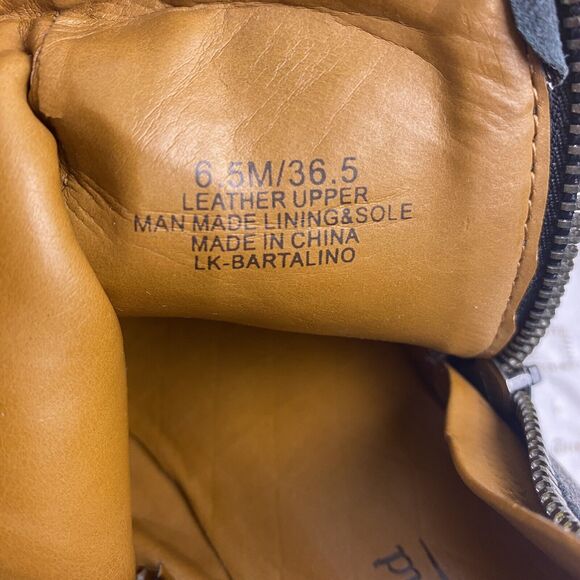 6.5M/36.5
LEATHER UPPER
MAN MADE LINING&SOLE
MADE IN CHINA
LK-BARTALINO